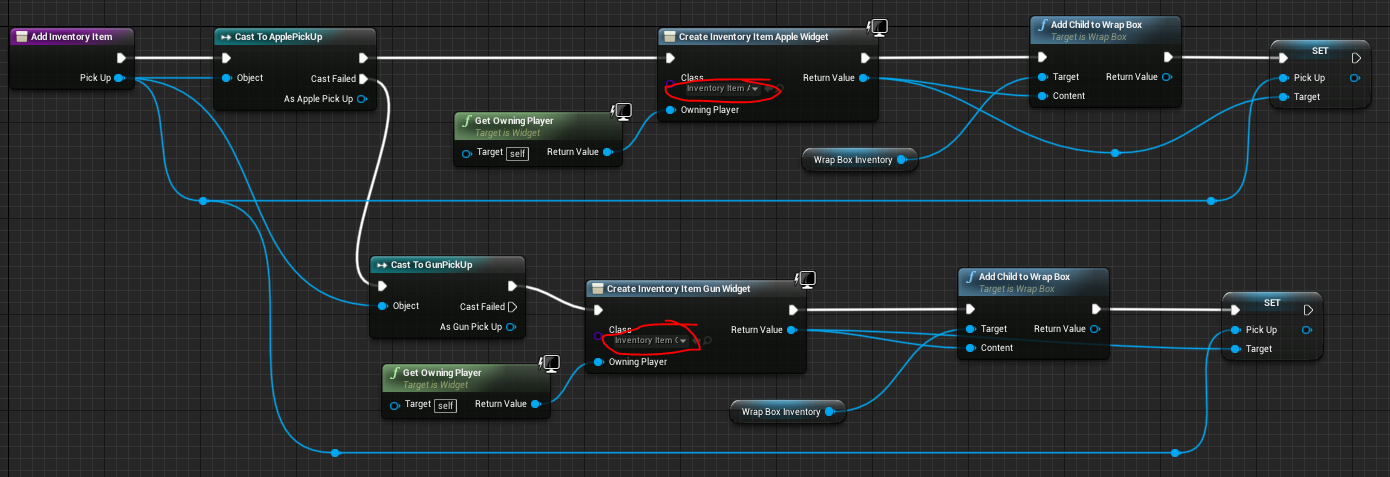 Add Inventory Item
Pick Up
Cast To ApplePickUp
Object
Cast Failed
As Apple Pick Up
Get Owning Player
Target is Widget
Target self
Return Value
Create Inventory Item Apple Widget
Class
Inventory Item A
Return Value
Owning Player
Wrap Box Inventory
Add Child to Wrap Box
Target is Wrap Box
Target
Return Value
Content
SET
Pick Up
Target
Cast To GunPickUp
Object
Cast Failed
As Gun Pick Up
Get Owning Player
Target is Widget
Target self
Return Value
Create Inventory Item Gun Widget
Class
Return Value
Inventory Item G
Owning Player
Wrap Box Inventory
Add Child to Wrap Box
Target is Wrap Box
Target
Return Value
Content
SET
Pick Up
Target